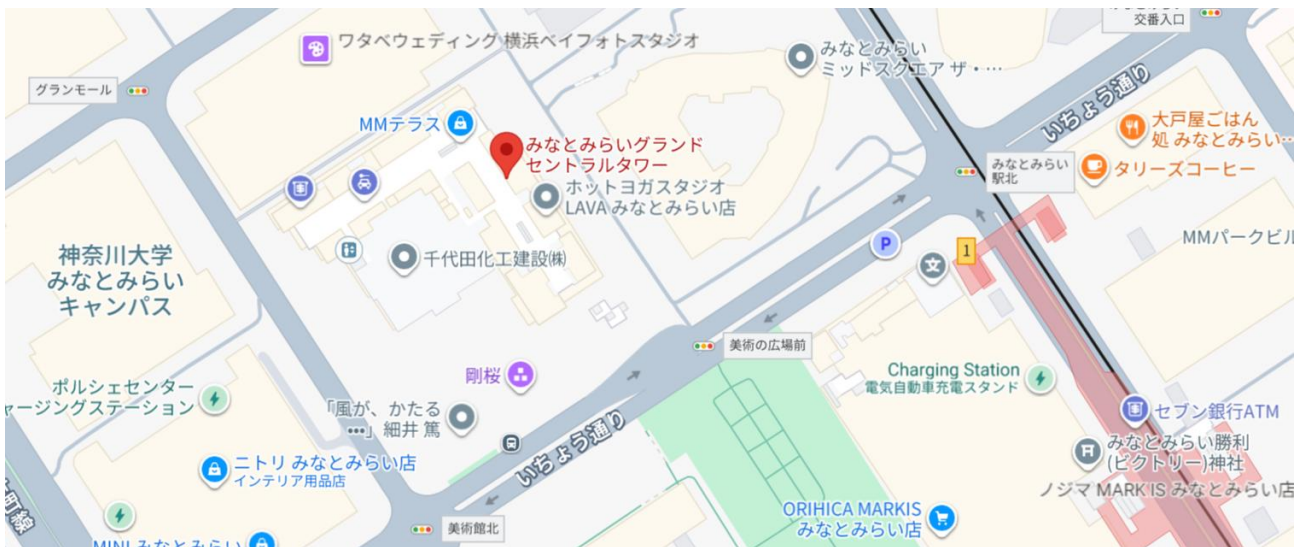 交番入口
ワタベウェディング 横浜ベイフォトスタジオ
みなとみらい
ミッドスクエア ザ・…
グランモール
いちょう通り
MMテラス
大戸屋ごはん
処 みなとみらい…
みなとみらいグランド
セントラルタワー
みなとみらい
駅北
タリーズコーヒー
ホットヨガスタジオ
LAVA みなとみらい店
P
MMパークビル
神奈川大学
みなとみらい
キャンパス
千代田化工建設㈱
文
1
美術の広場前
剛桜
Charging Station
電気自動車充電スタンド
ポルシェセンター
ャージングステーション
「風が、かたる
…」細井 篤
いちょう通り
セブン銀行ATM
ニトリ みなとみらい店
インテリア用品店
みなとみらい勝利
(ビクトリー)神社
ノジマ MARK IS みなとみらい店
ORIHICA MARKIS
みなとみらい店
美術館北
MINI みなとみらい